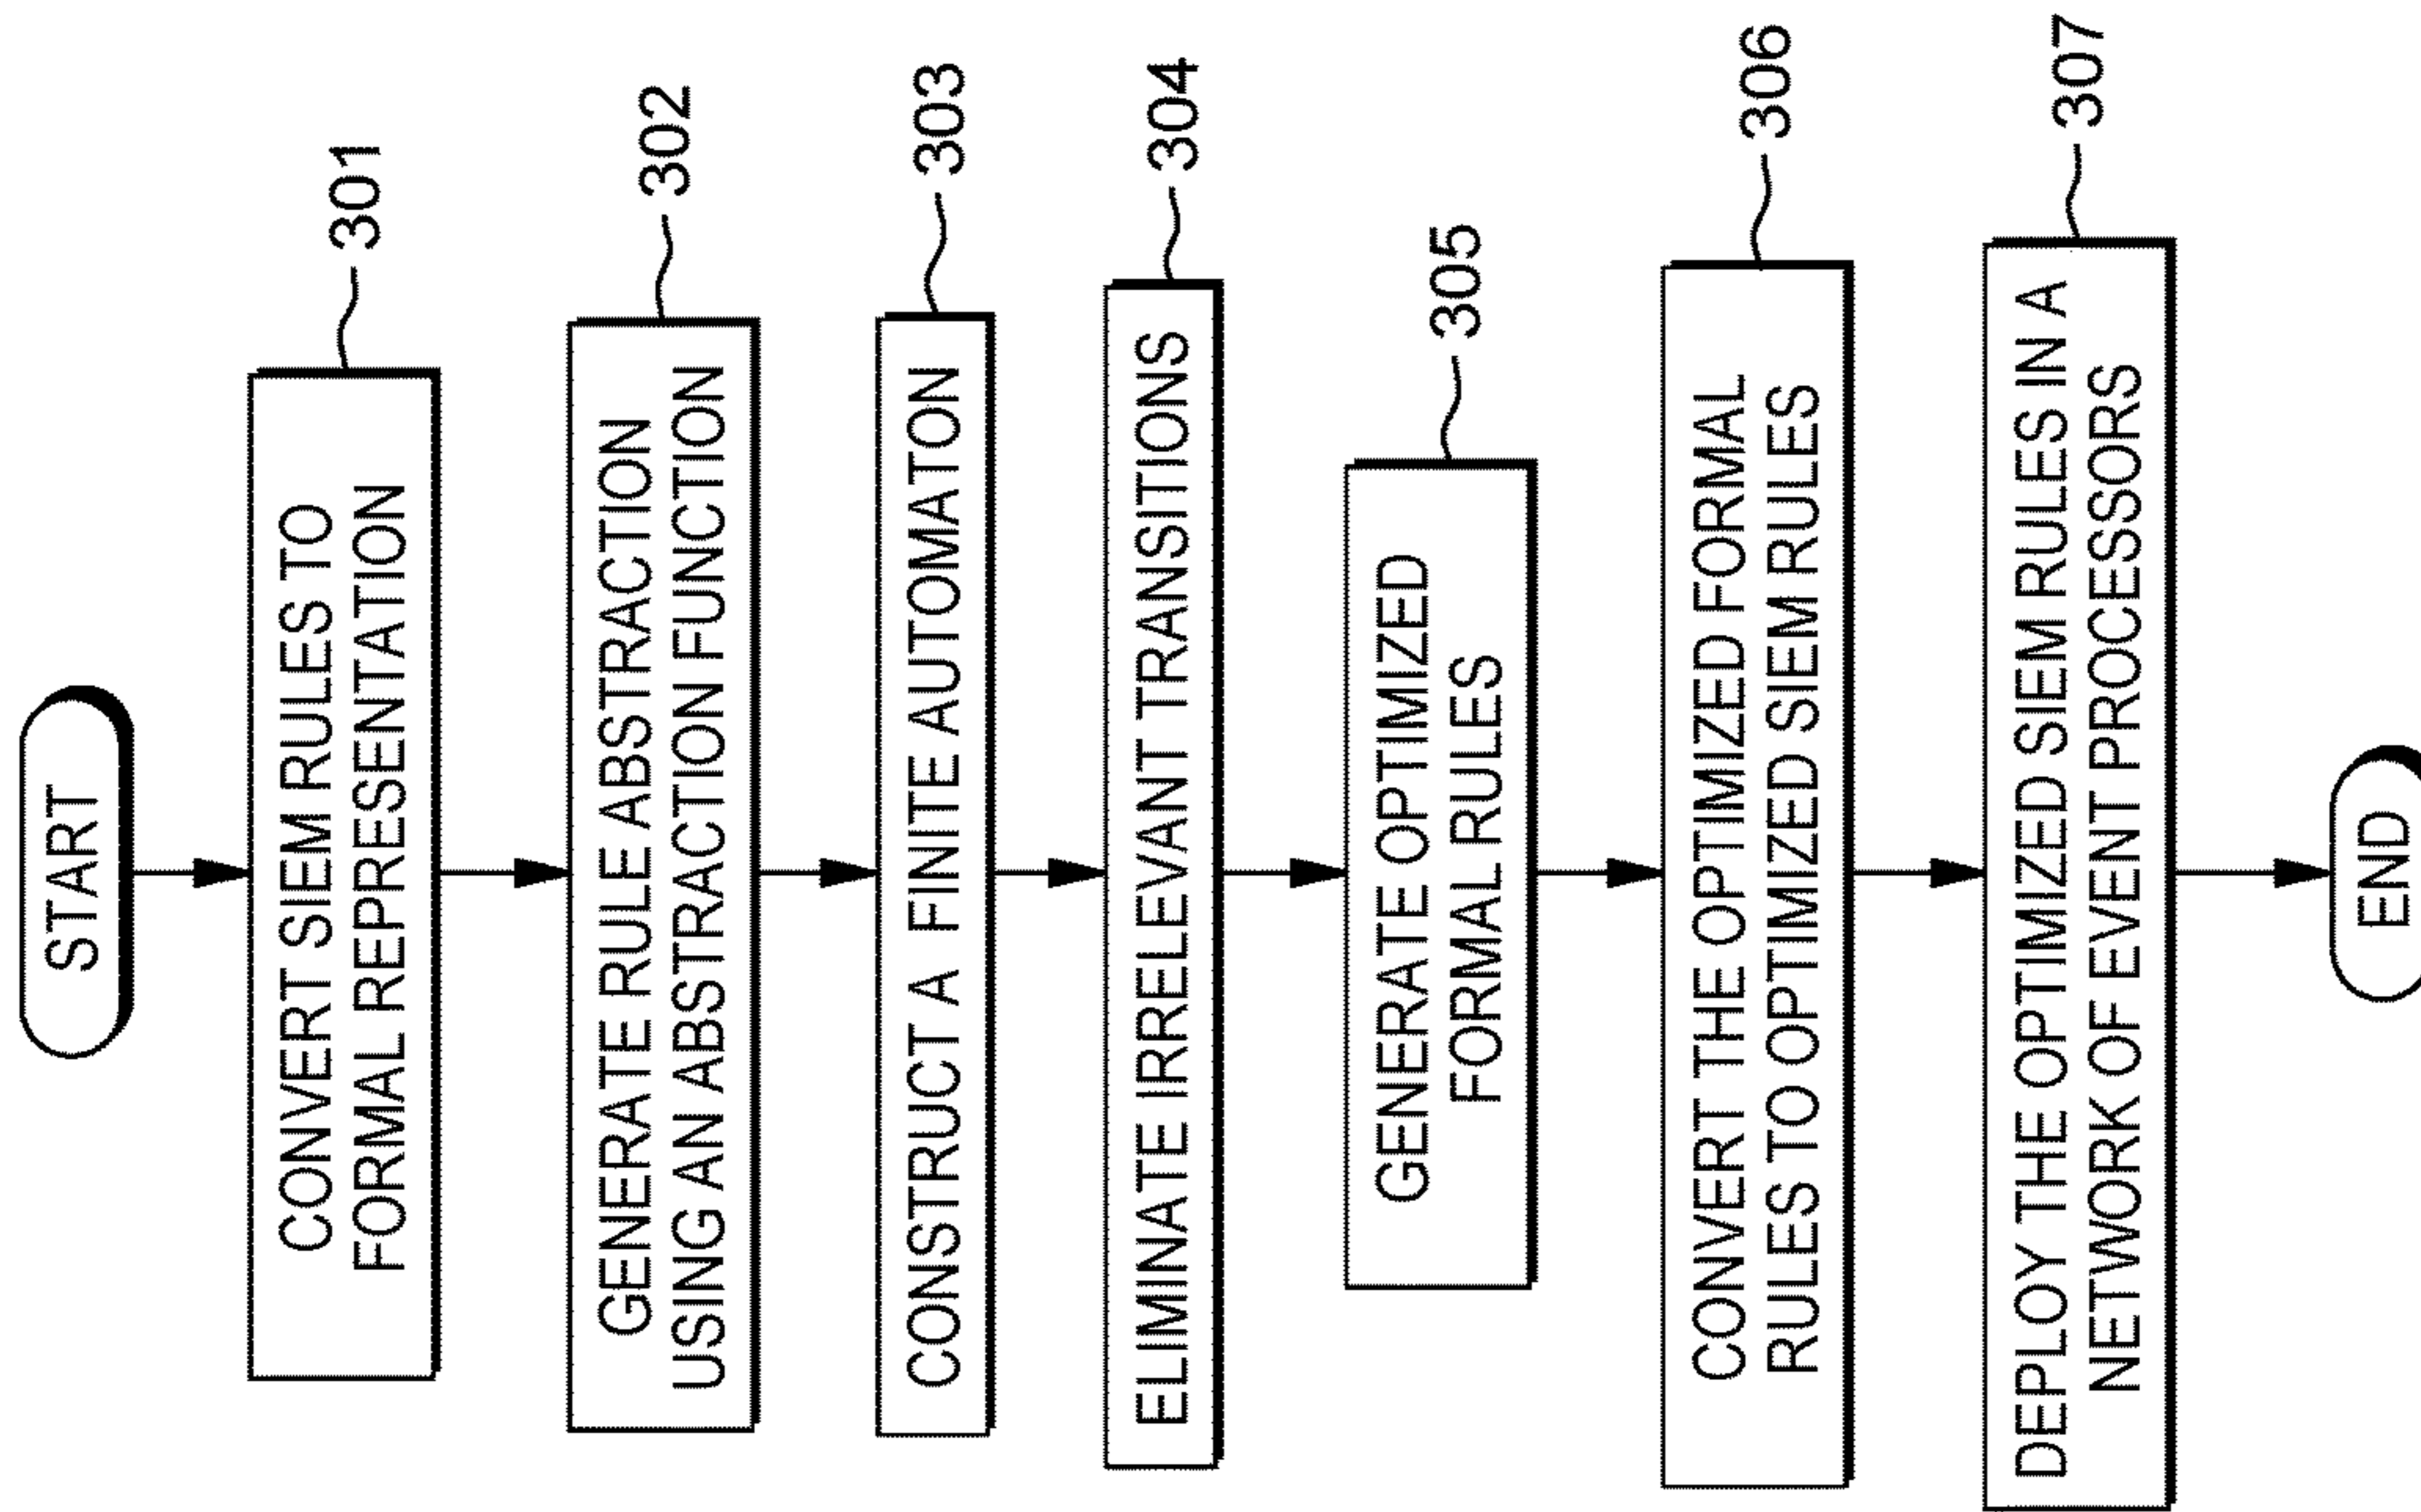 START
CONVERT SIEM RULES TO
FORMAL REPRESENTATION
301
GENERATE RULE ABSTRACTION
USING AN ABSTRACTION FUNCTION
302
CONSTRUCT A FINITE AUTOMATON
303
ELIMINATE IRRELEVANT TRANSITIONS
304
GENERATE OPTIMIZED
FORMAL RULES
305
CONVERT THE OPTIMIZED FORMAL
RULES TO OPTIMIZED SIEM RULES
306
DEPLOY THE OPTIMIZED SIEM RULES IN A
NETWORK OF EVENT PROCESSORS
307
END